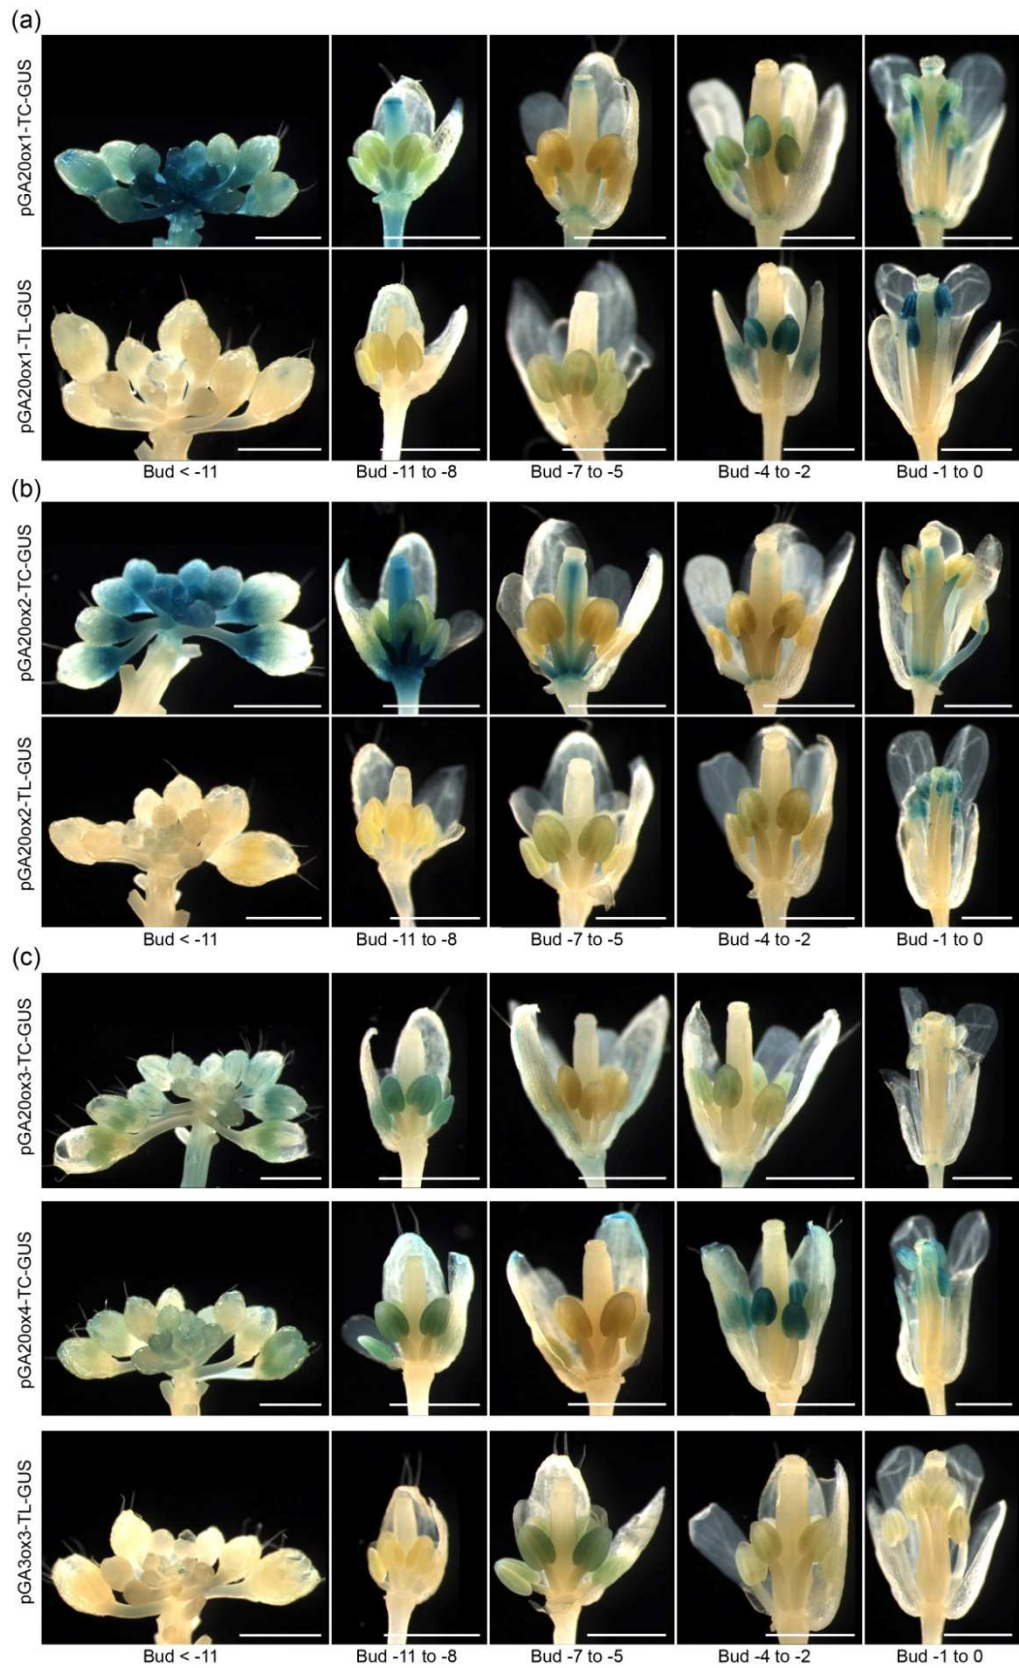 (a)
pGA20ox1-TC-GUS
pGA20ox1-TL-GUS
Bud < -11
Bud -11 to -8
Bud -7 to -5
Bud -4 to -2
Bud -1 to 0
(b)
pGA20ox2-TC-GUS
pGA20ox2-TL-GUS
Bud < -11
Bud -11 to -8
Bud -7 to -5
Bud -4 to -2
Bud -1 to 0
(c)
pGA20ox3-TC-GUS
pGA20ox4-TC-GUS
pGA3ox3-TL-GUS
Bud < -11
Bud -11 to -8
Bud -7 to -5
Bud -4 to -2
Bud -1 to 0